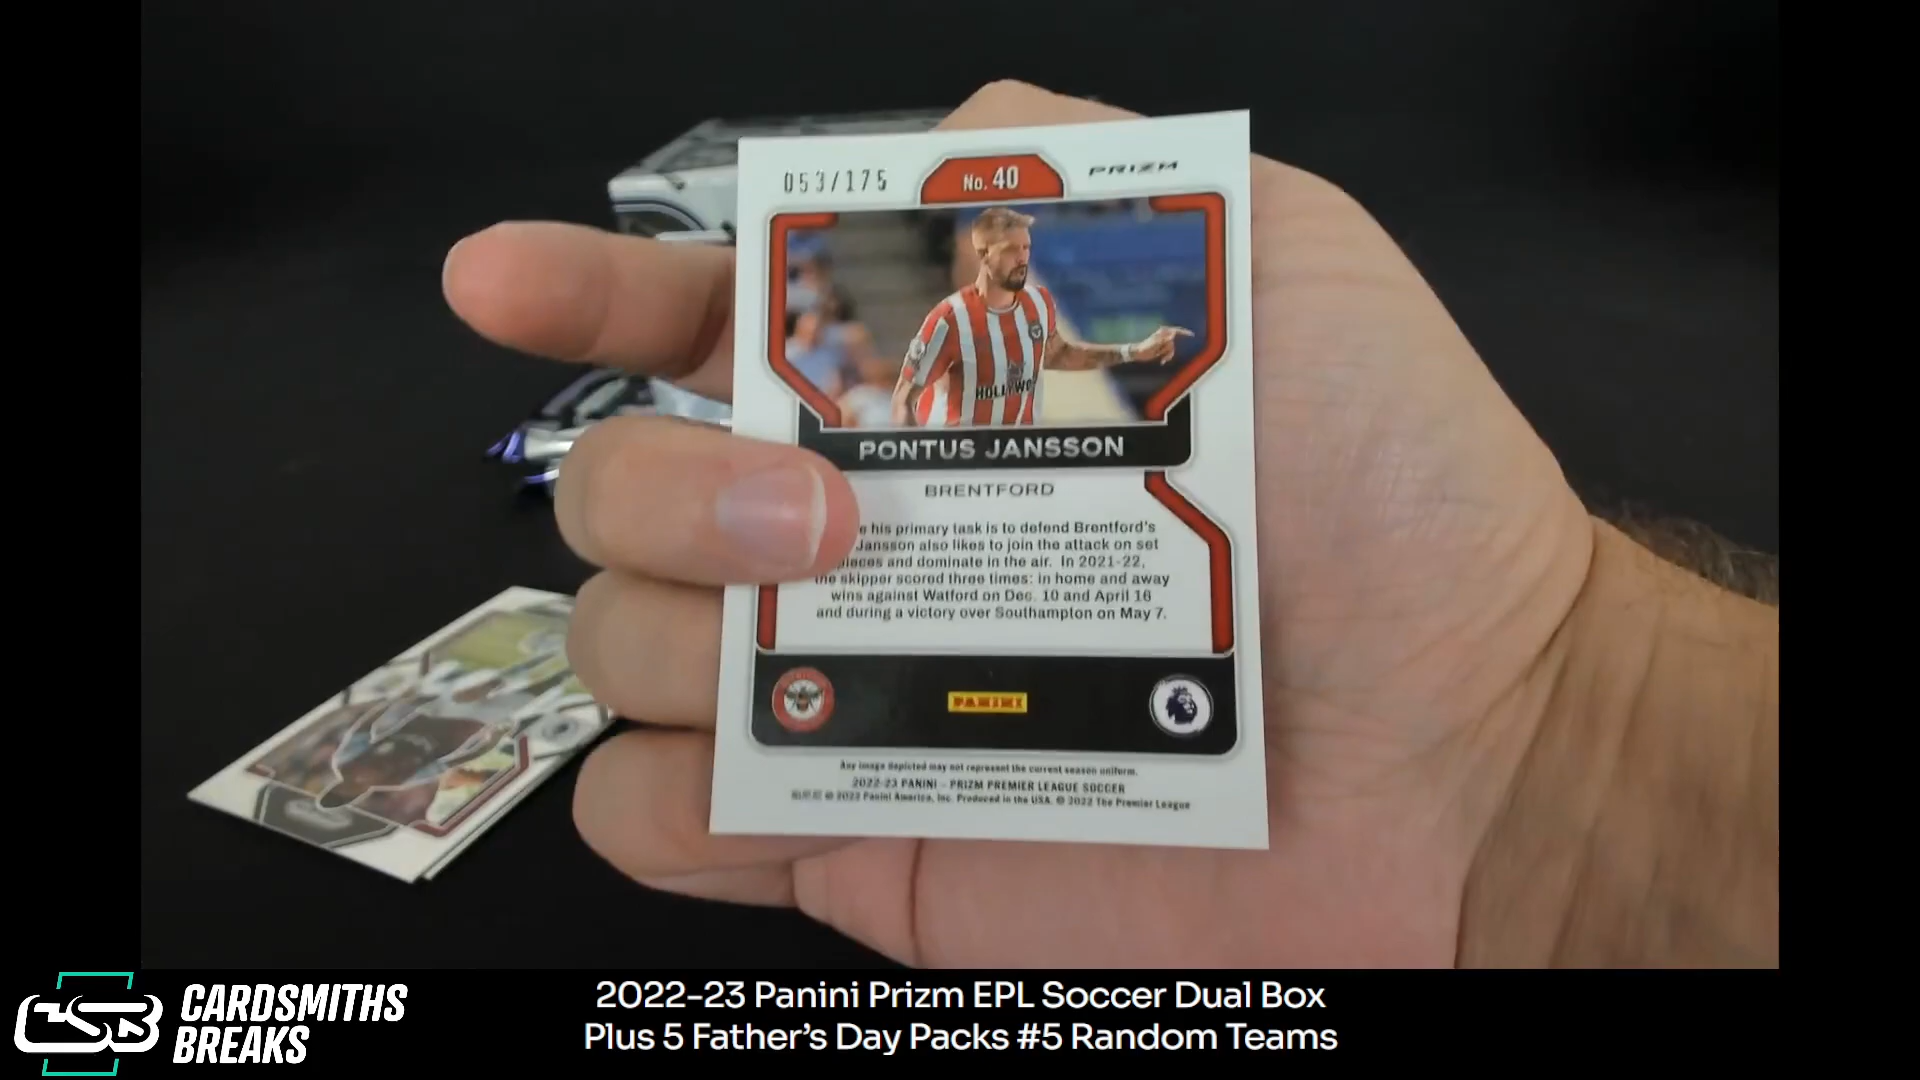 053/175
No. 40
PRIZM
HOLLYWO
PONTUS JANSSON
BRENTFORD
e his primary task is to defend Brentford's
Jansson also likes to join the attack on set
pieces and dominate in the air. In 2021-22,
the skipper scored three times: in home and away
wins against Watford on Dec. 10 and April 16
and during a victory over Southampton on May 7.
PANINI
Any image depicted may not represent the current season uniform.
2022-23 PANINI - PRIZM PREMIER LEAGUE SOCCER
© 2022 Panini America, Inc. Produced in the USA. © 2022 The Premier League
CSB
CARDSMITHS
BREAKS
2022-23 Panini Prizm EPL Soccer Dual Box
Plus 5 Father's Day Packs #5 Random Teams